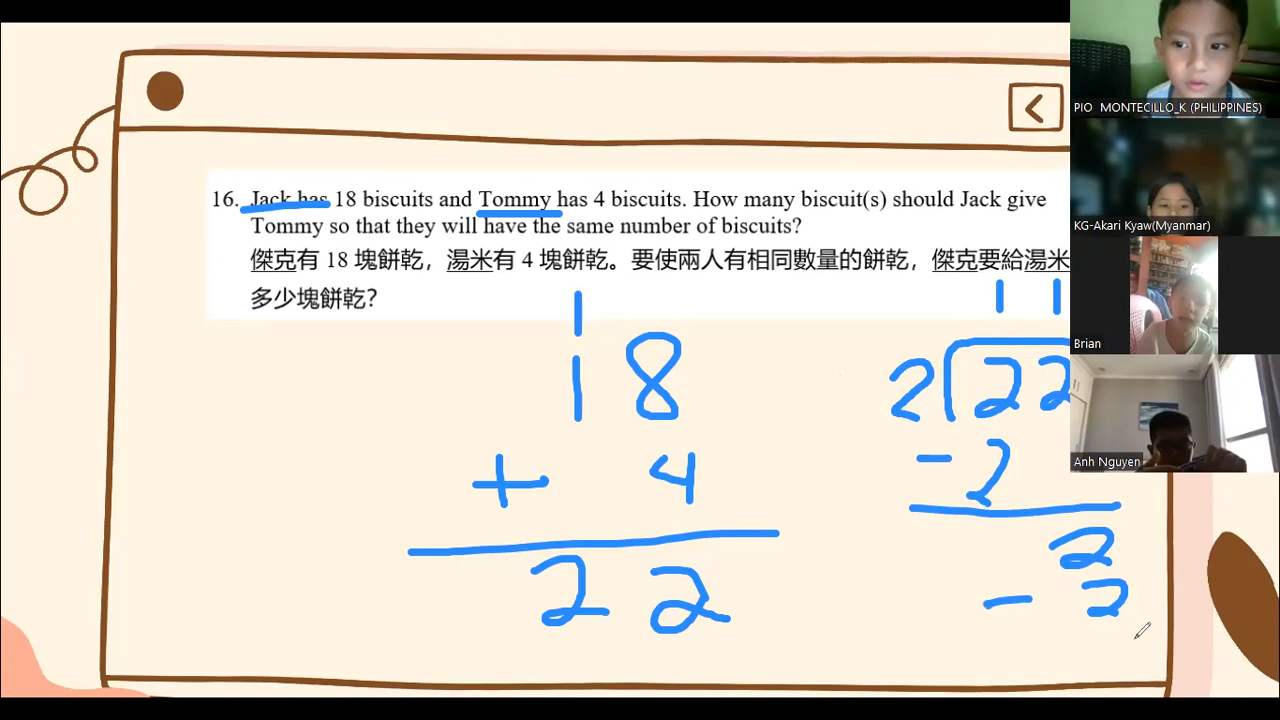 16. Jack has 18 biscuits and Tommy has 4 biscuits. How many biscuit(s) should Jack give
Tommy so that they will have the same number of biscuits?
傑克有 18 塊餅乾，湯米有 4 塊餅乾。要使兩人有相同數量的餅乾，傑克要給湯米
多少塊餅乾？
1
18
+ 4
22
1 1
2 22
- 2
2
- 2
PIO MONTECILLO_K (PHILIPPINES)
KG-Akari Kyaw(Myanmar)
Brian
Anh Nguyen